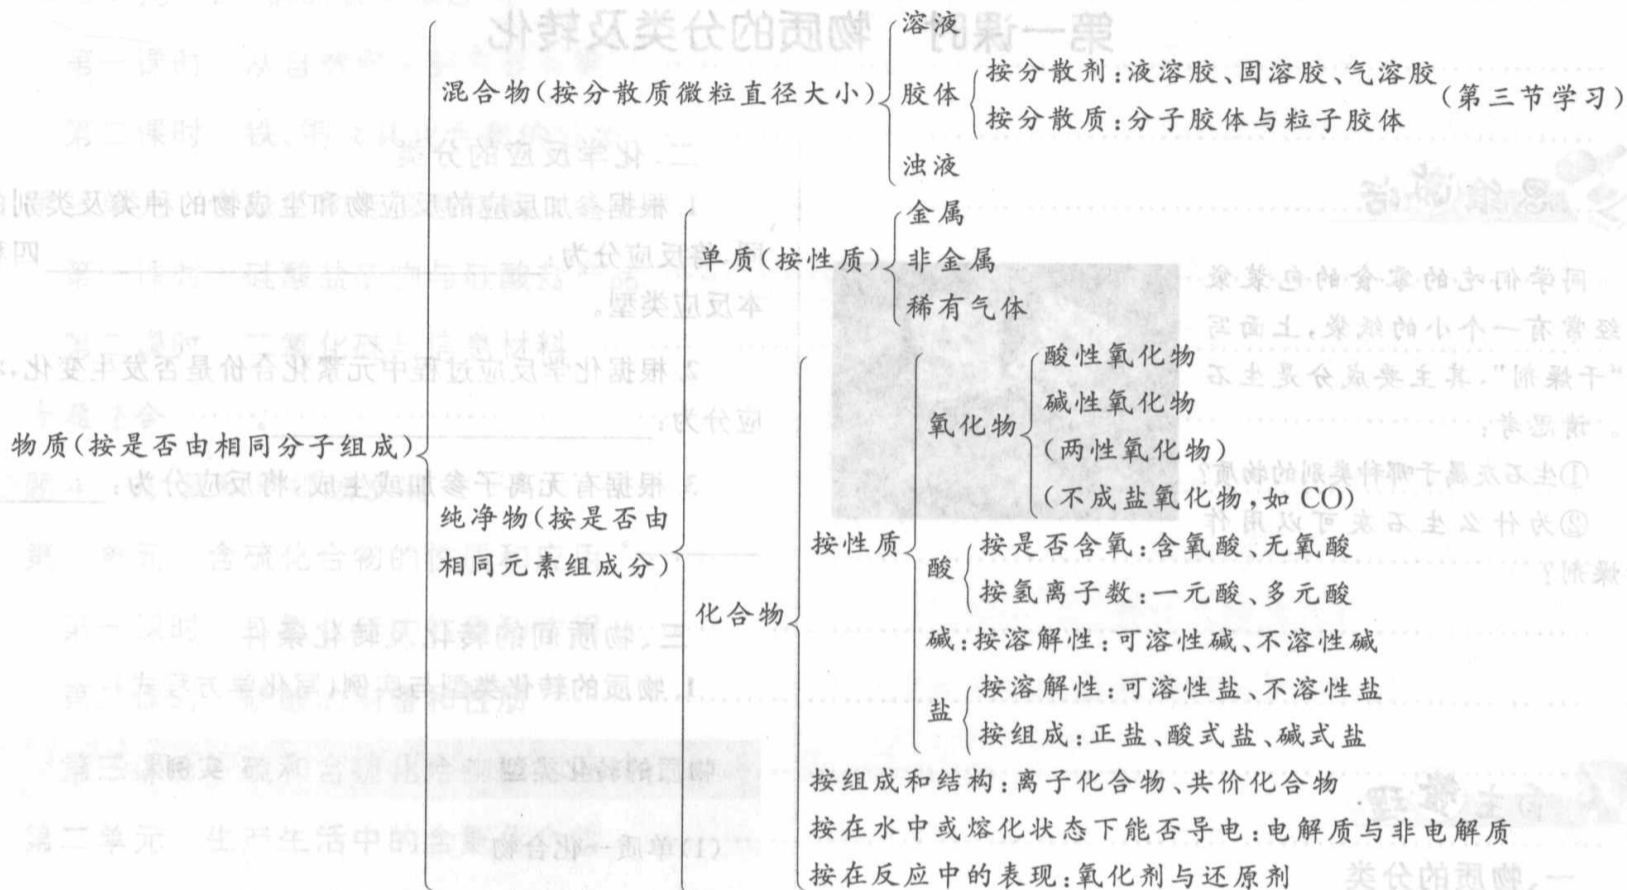 溶液
混合物(按分散质微粒直径大小)
胶体
按分散剂:液溶胶、固溶胶、气溶胶
按分散质:分子胶体与粒子胶体
(第三节学习)
浊液
金属
单质(按性质)
非金属
稀有气体
酸性氧化物
碱性氧化物
氧化物
(两性氧化物)
(不成盐氧化物,如 CO)
物质(按是否由相同分子组成)
纯净物(按是否由
相同元素组成分)
按性质
酸
按是否含氧:含氧酸、无氧酸
按氢离子数:一元酸、多元酸
化合物
碱:按溶解性:可溶性碱、不溶性碱
盐
按溶解性:可溶性盐、不溶性盐
按组成:正盐、酸式盐、碱式盐
按组成和结构:离子化合物、共价化合物
按在水中或熔化状态下能否导电:电解质与非电解质
按在反应中的表现:氧化剂与还原剂